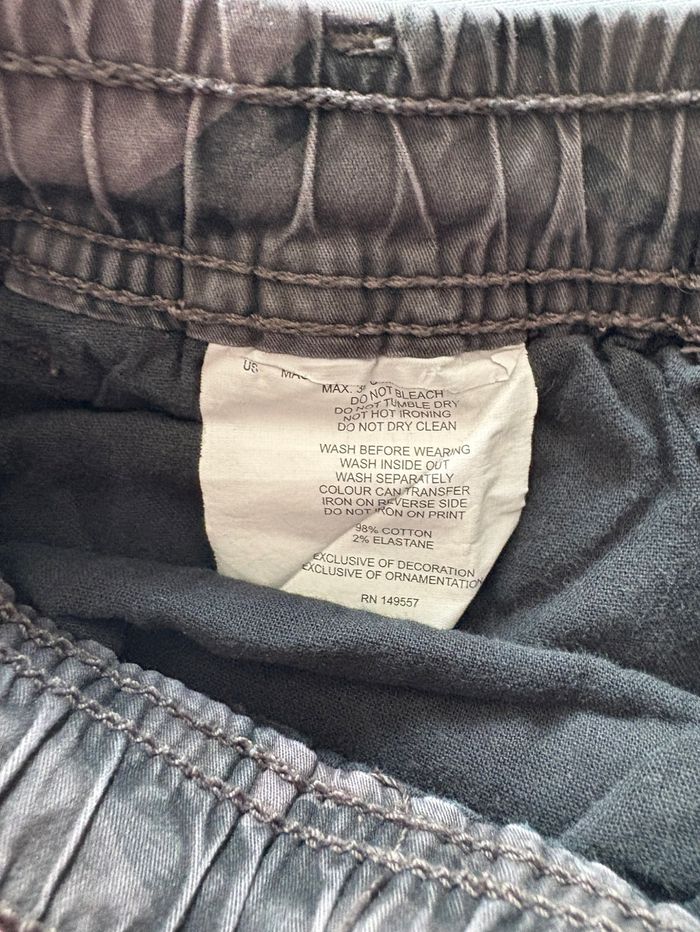 US
MAX.
DO NOT BLEACH
DO NOT TUMBLE DRY
NOT HOT IRONING
DO NOT DRY CLEAN
WASH BEFORE WEARING
WASH INSIDE OUT
WASH SEPARATELY
COLOUR CAN TRANSFER
IRON ON REVERSE SIDE
DO NOT IRON ON PRINT
98% COTTON
2% ELASTANE
EXCLUSIVE OF DECORATION
EXCLUSIVE OF ORNAMENTATION
RN 149557